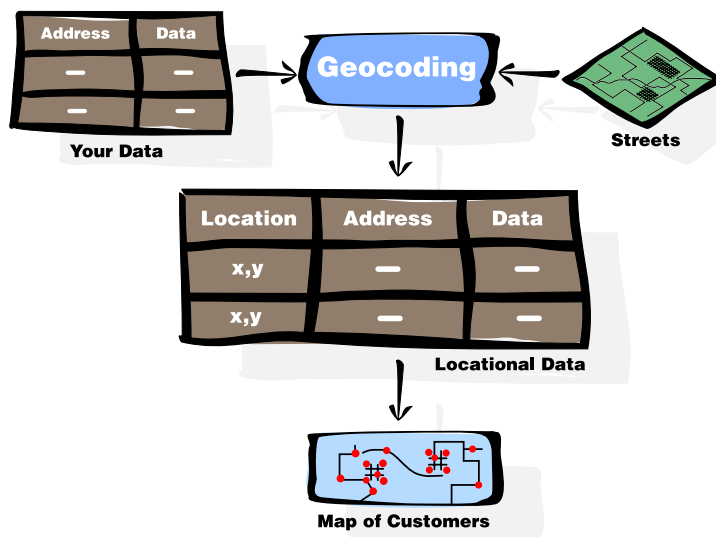 Address Data
Geocoding
Your Data
Streets
Location Address Data
x,y
x,y
Locational Data
Map of Customers